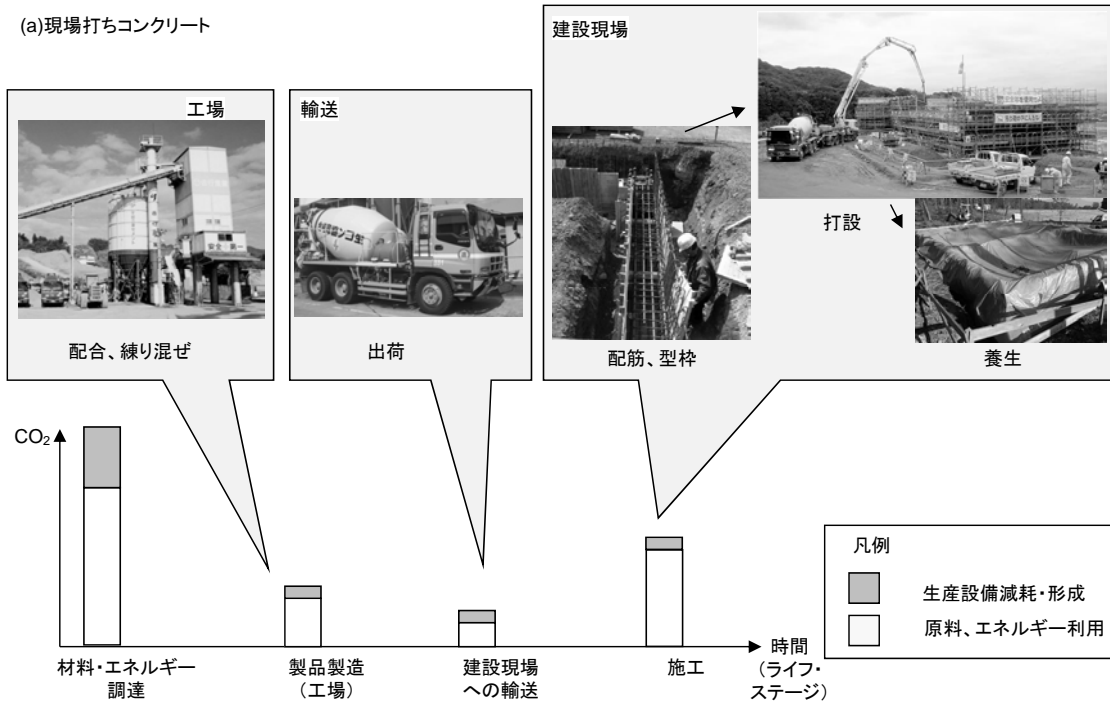 (a)現場打ちコンクリート
工場
配合、練り混ぜ
輸送
出荷
建設現場
配筋、型枠
打設
養生
CO₂
材料・エネルギー
調達
製品製造
(工場)
建設現場
への輸送
施工
時間
(ライフ・
ステージ)
凡例
生産設備減耗・形成
原料、エネルギー利用
安全第一